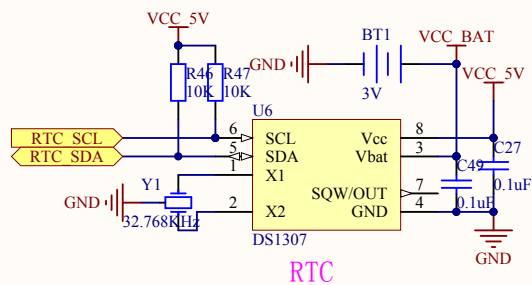 VCC_5V
BT1
VCC_BAT
GND
3V
VCC_5V
R46 R47
10K 10K
U6
RTC_SCL
6 SCL Vcc 8
RTC_SDA
5 SDA Vbat 3
C27
1 X1
C49
0.1uF
Y1
SQW/OUT 7
GND
2 X2 GND 4
0.1uF
32.768KHz
DS1307
GND
RTC